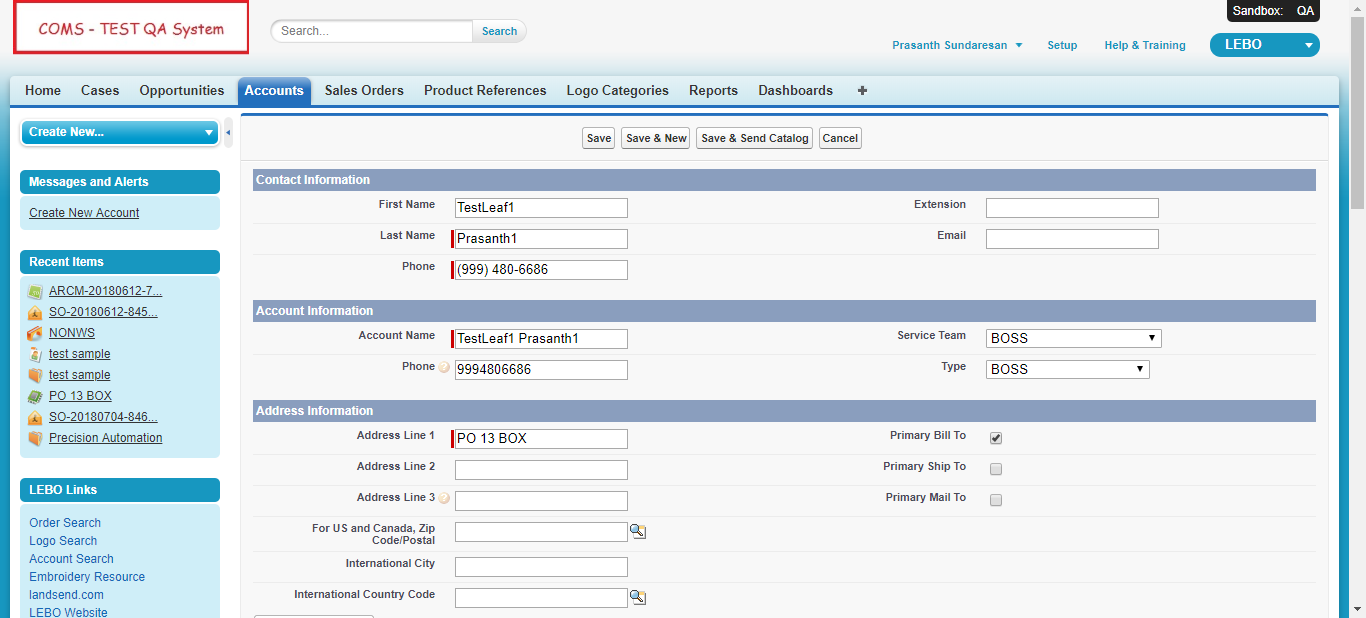 COMS - TEST QA System
Search...
Search
Sandbox: QA
Prasanth Sundaresan
Setup
Help & Training
LEBO
Home
Cases
Opportunities
Accounts
Sales Orders
Product References
Logo Categories
Reports
Dashboards
+
Create New...
Messages and Alerts
Create New Account
Recent Items
ARCM-20180612-7...
SO-20180612-845...
NONWS
test sample
test sample
PO 13 BOX
SO-20180704-846...
Precision Automation
LEBO Links
Order Search
Logo Search
Account Search
Embroidery Resource
landsend.com
LEBO Website
Save
Save & New
Save & Send Catalog
Cancel
Contact Information
First Name TestLeaf1
Extension
Last Name Prasanth1
Email
Phone (999) 480-6686
Account Information
Account Name TestLeaf1 Prasanth1
Service Team BOSS
Phone ? 9994806686
Type BOSS
Address Information
Address Line 1 PO 13 BOX
Primary Bill To
Address Line 2
Primary Ship To
Address Line 3 ?
Primary Mail To
For US and Canada, Zip
Code/Postal
International City
International Country Code